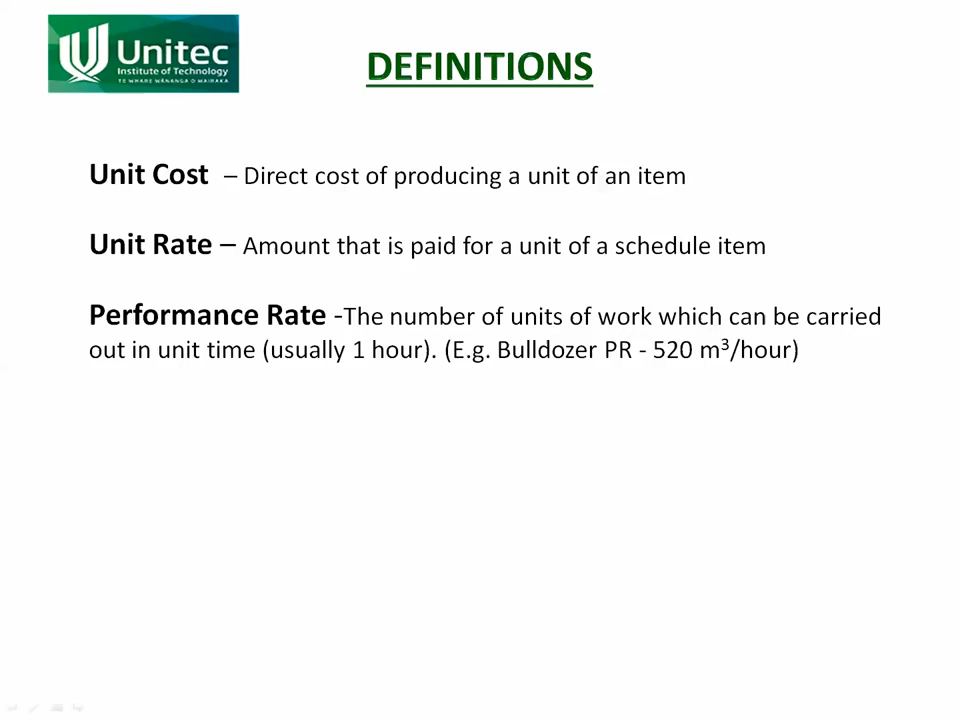 Unitec
Institute of Technology
TE WHARE WĀNANGA O WAIRAKA
DEFINITIONS
Unit Cost – Direct cost of producing a unit of an item
Unit Rate – Amount that is paid for a unit of a schedule item
Performance Rate -The number of units of work which can be carried
out in unit time (usually 1 hour). (E.g. Bulldozer PR - 520 m³/hour)